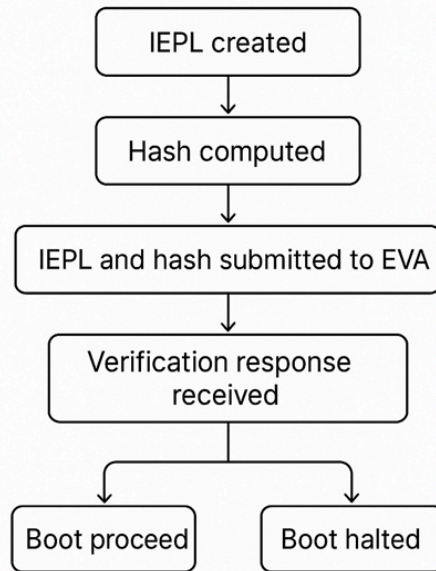 IEPL created
Hash computed
IEPL and hash submitted to EVA
Verification response
received
Boot proceed
Boot halted